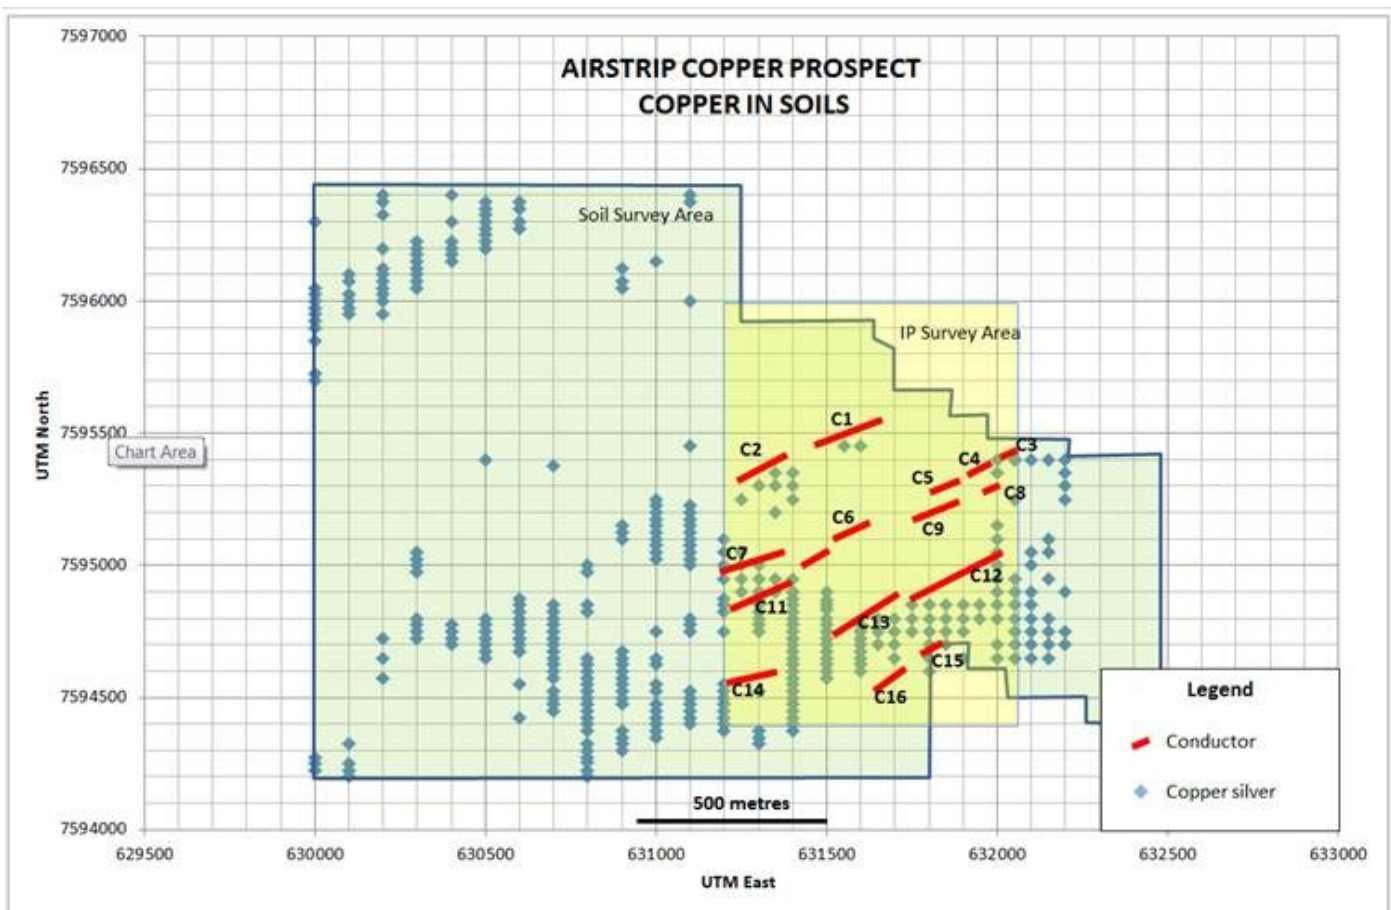 AIRSTRIP COPPER PROSPECT
COPPER IN SOILS
7597000
7596500
7596000
7595500
7595000
7594500
7594000
UTM North
Chart Area
Soil Survey Area
IP Survey Area
C1
C2
C3
C4
C5
C8
C6
C9
C7
C12
C11
C13
C15
C14
C16
Legend
Conductor
Copper silver
500 metres
629500 630000 630500 631000 631500 632000 632500 633000
UTM East